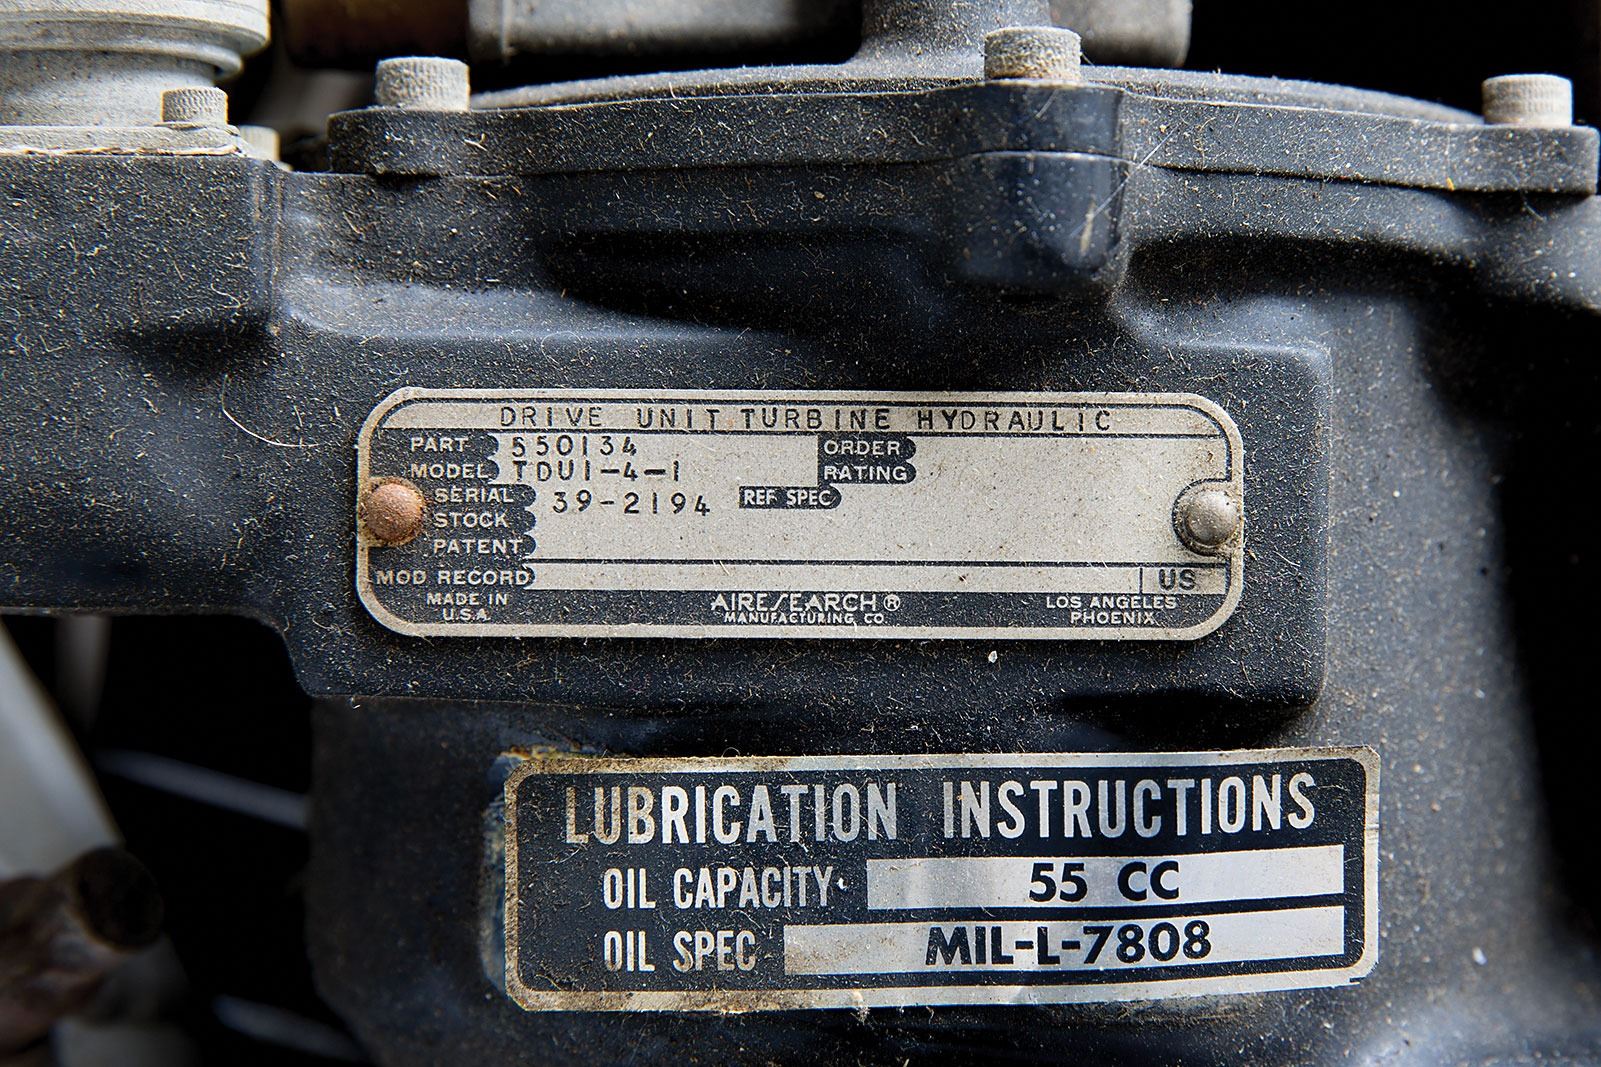 DRIVE UNIT TURBINE HYDRAULIC
PART 550134 ORDER
MODEL TDU1-4-1 RATING
SERIAL 39-2194 REF SPEC
STOCK
PATENT
MOD RECORD US
MADE IN U.S.A. AIRESEARCH® MANUFACTURING CO LOS ANGELES PHOENIX
LUBRICATION INSTRUCTIONS
OIL CAPACITY 55 CC
OIL SPEC MIL-L-7808